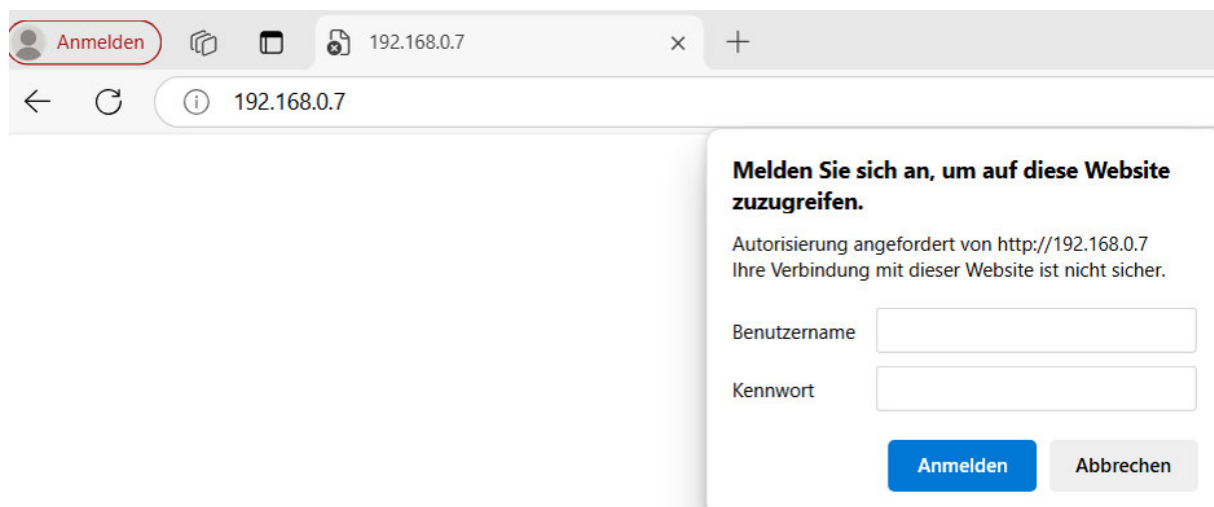 Anmelden
192.168.0.7
192.168.0.7
Melden Sie sich an, um auf diese Website
zuzugreifen.
Autorisierung angefordert von http://192.168.0.7
Ihre Verbindung mit dieser Website ist nicht sicher.
Benutzername
Kennwort
Anmelden Abbrechen